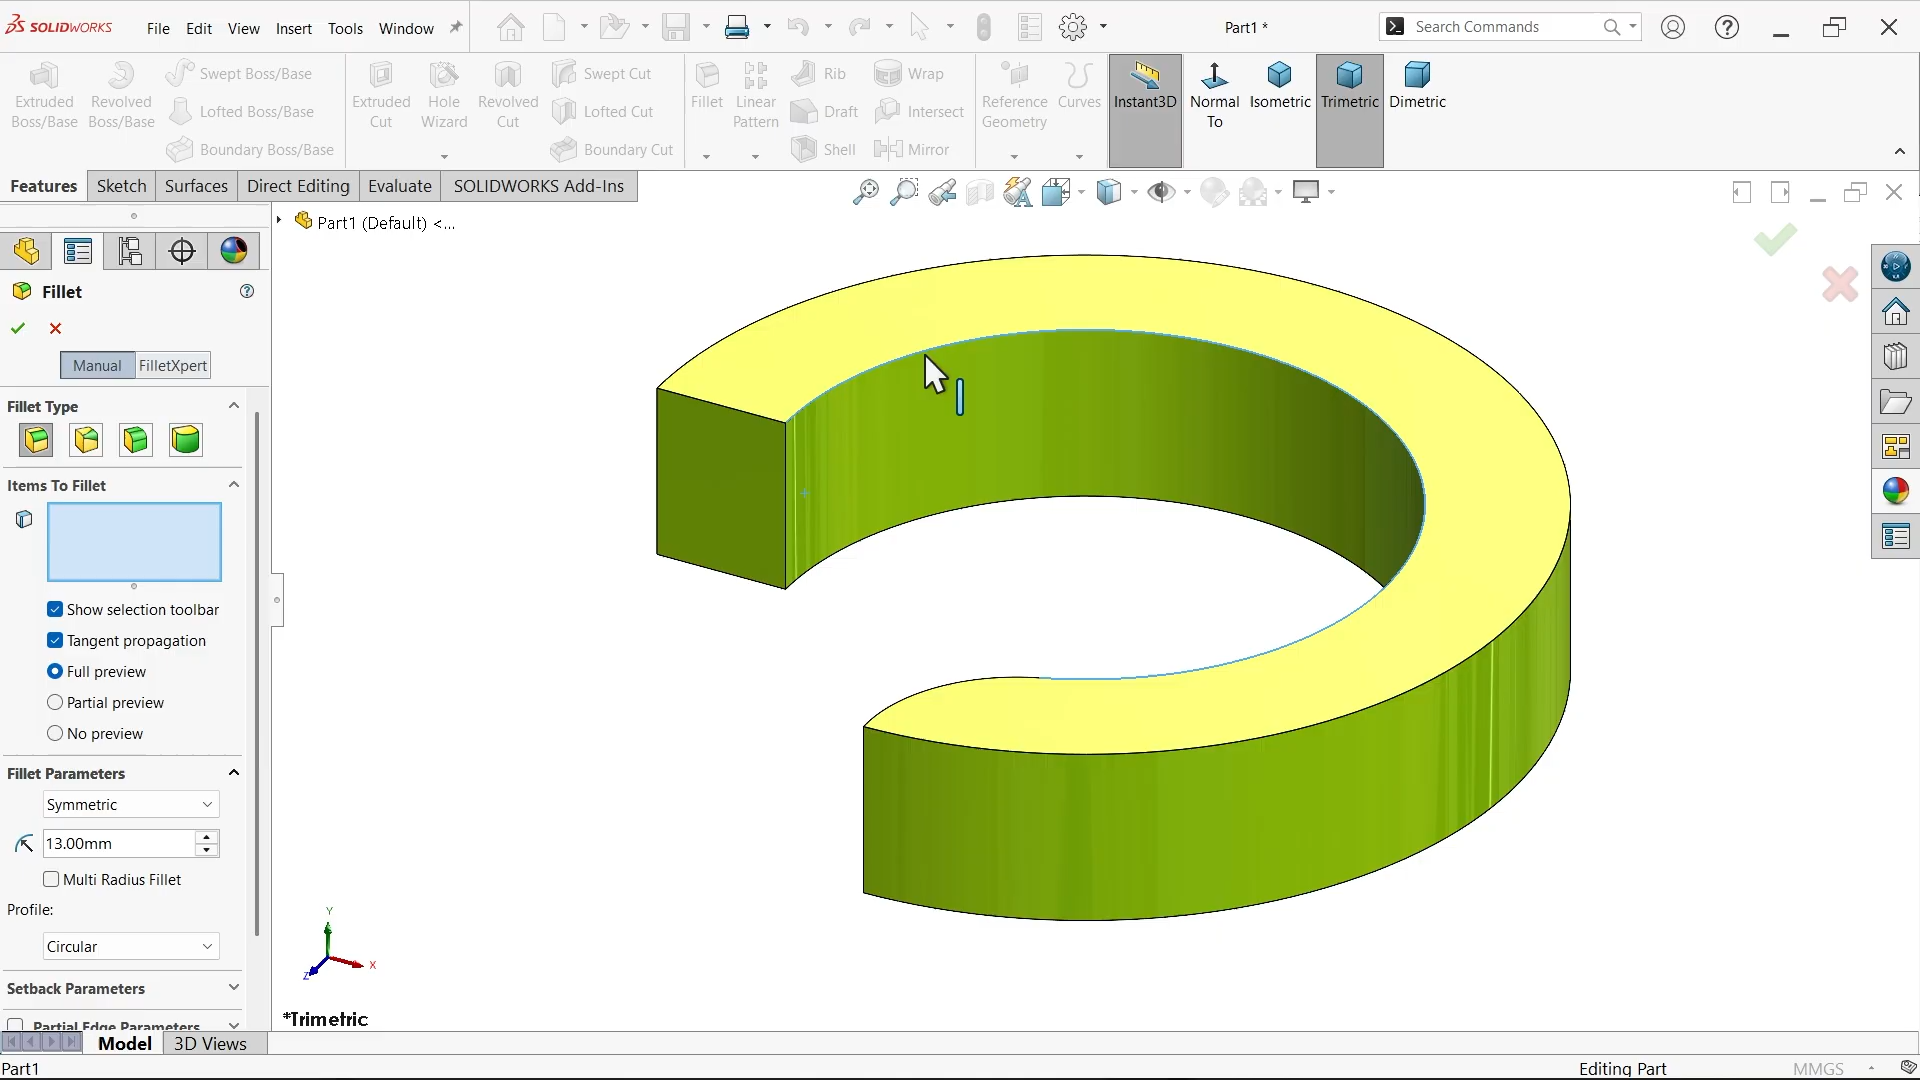 SOLIDWORKS File Edit View Insert Tools Window Part1 * Search Commands
Extruded Boss/Base
Revolved Boss/Base
Swept Boss/Base
Lofted Boss/Base
Boundary Boss/Base
Extruded Cut
Hole Wizard
Revolved Cut
Swept Cut
Lofted Cut
Boundary Cut
Fillet
Linear Pattern
Rib
Draft
Shell
Wrap
Intersect
Mirror
Reference Geometry
Curves
Instant3D
Normal To
Isometric
Trimetric
Dimetric
Features Sketch Surfaces Direct Editing Evaluate SOLIDWORKS Add-Ins
Part1 (Default) <...
Fillet
Manual FilletXpert
Fillet Type
Items To Fillet
Show selection toolbar
Tangent propagation
Full preview
Partial preview
No preview
Fillet Parameters
Symmetric
13.00mm
Multi Radius Fillet
Profile:
Circular
Setback Parameters
Partial Edge Parameters
Y
X
Z
*Trimetric
Model 3D Views
Part1 Editing Part MMGS